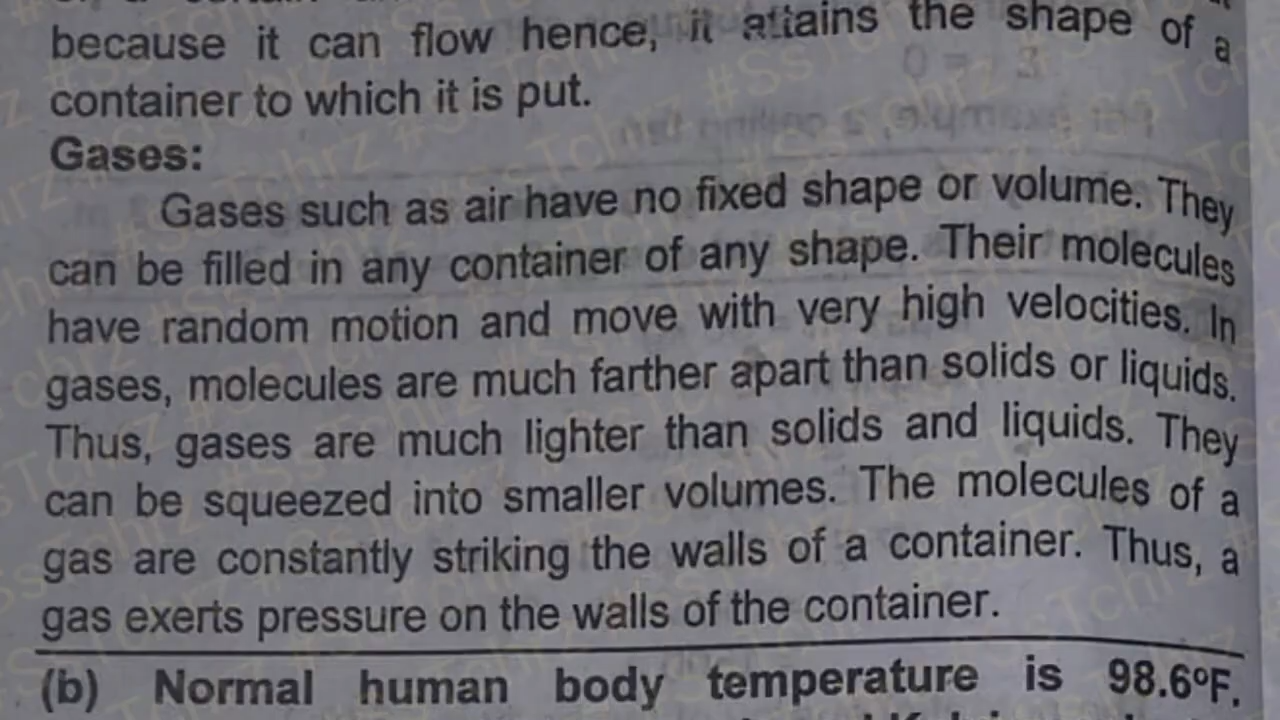 because it can flow hence, it attains the shape of a
container to which it is put.
Gases:
Gases such as air have no fixed shape or volume. They
can be filled in any container of any shape. Their molecules
have random motion and move with very high velocities. In
gases, molecules are much farther apart than solids or liquids.
Thus, gases are much lighter than solids and liquids. They
can be squeezed into smaller volumes. The molecules of a
gas are constantly striking the walls of a container. Thus, a
gas exerts pressure on the walls of the container.
(b) Normal human body temperature is 98.6ºF.